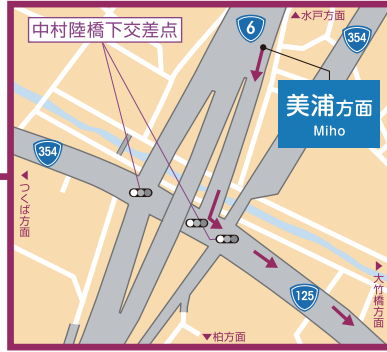 中村陸橋下交差点
6
▲水戸方面
354
美浦方面
Miho
354
◀つくば方面
125
▶大竹橋方面
▼柏方面